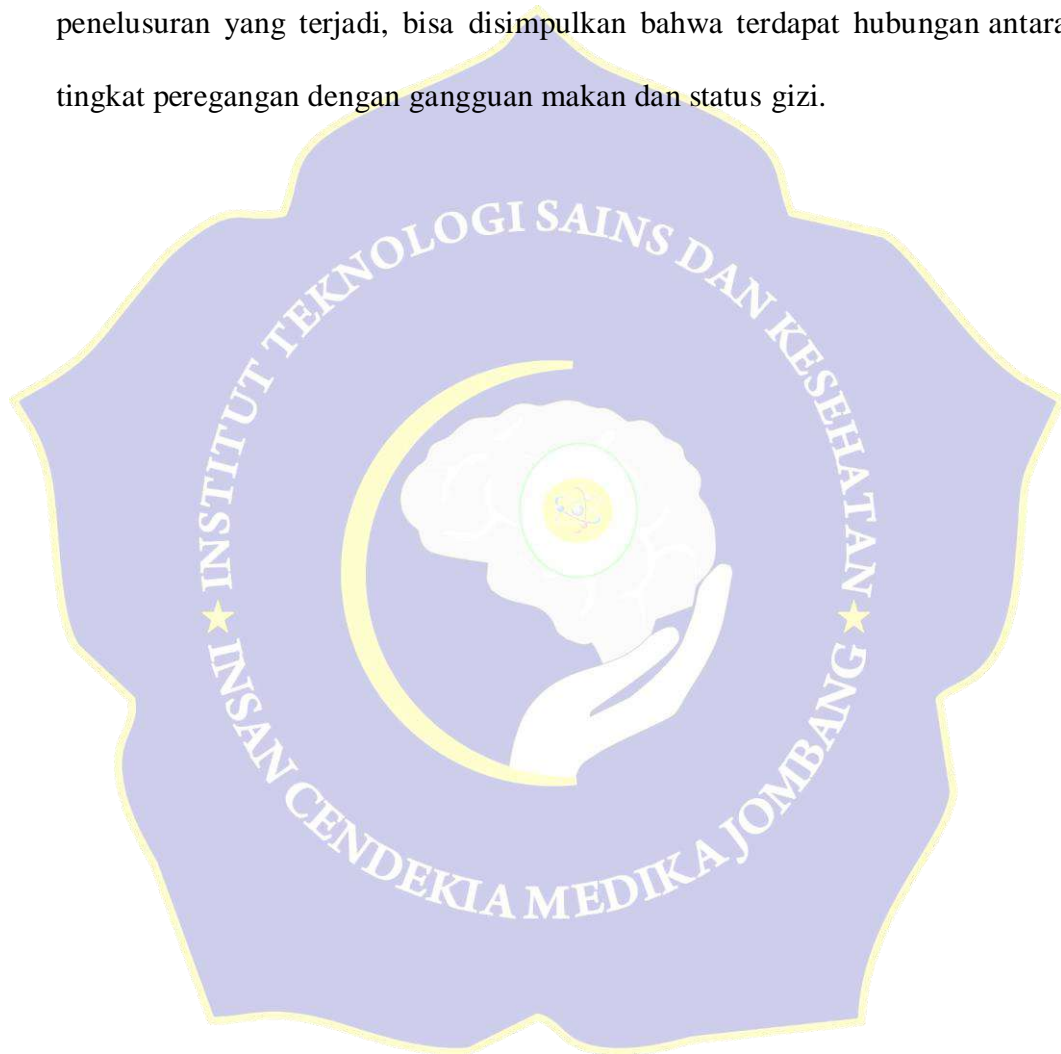 penelusuran yang terjadi, bisa disimpulkan bahwa terdapat hubungan antara
tingkat peregangan dengan gangguan makan dan status gizi.
INSTITUT TEKNOLOGI SAINS DAN KESEHATAN
★ INSAN CENDEKIA MEDIKA JOMBANG ★